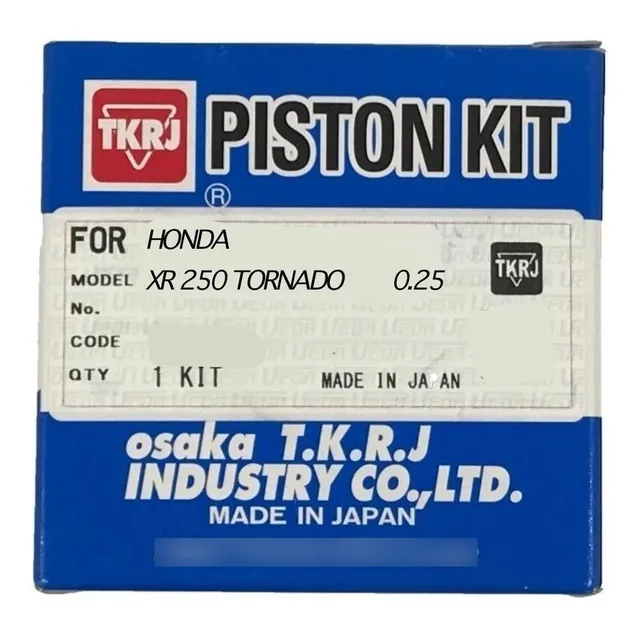 TKRJ PISTON KIT
®
FOR HONDA
MODEL XR 250 TORNADO 0.25 TKRJ
No.
CODE
QTY 1 KIT MADE IN JAPAN
osaka T.K.R.J
INDUSTRY CO.,LTD.
MADE IN JAPAN